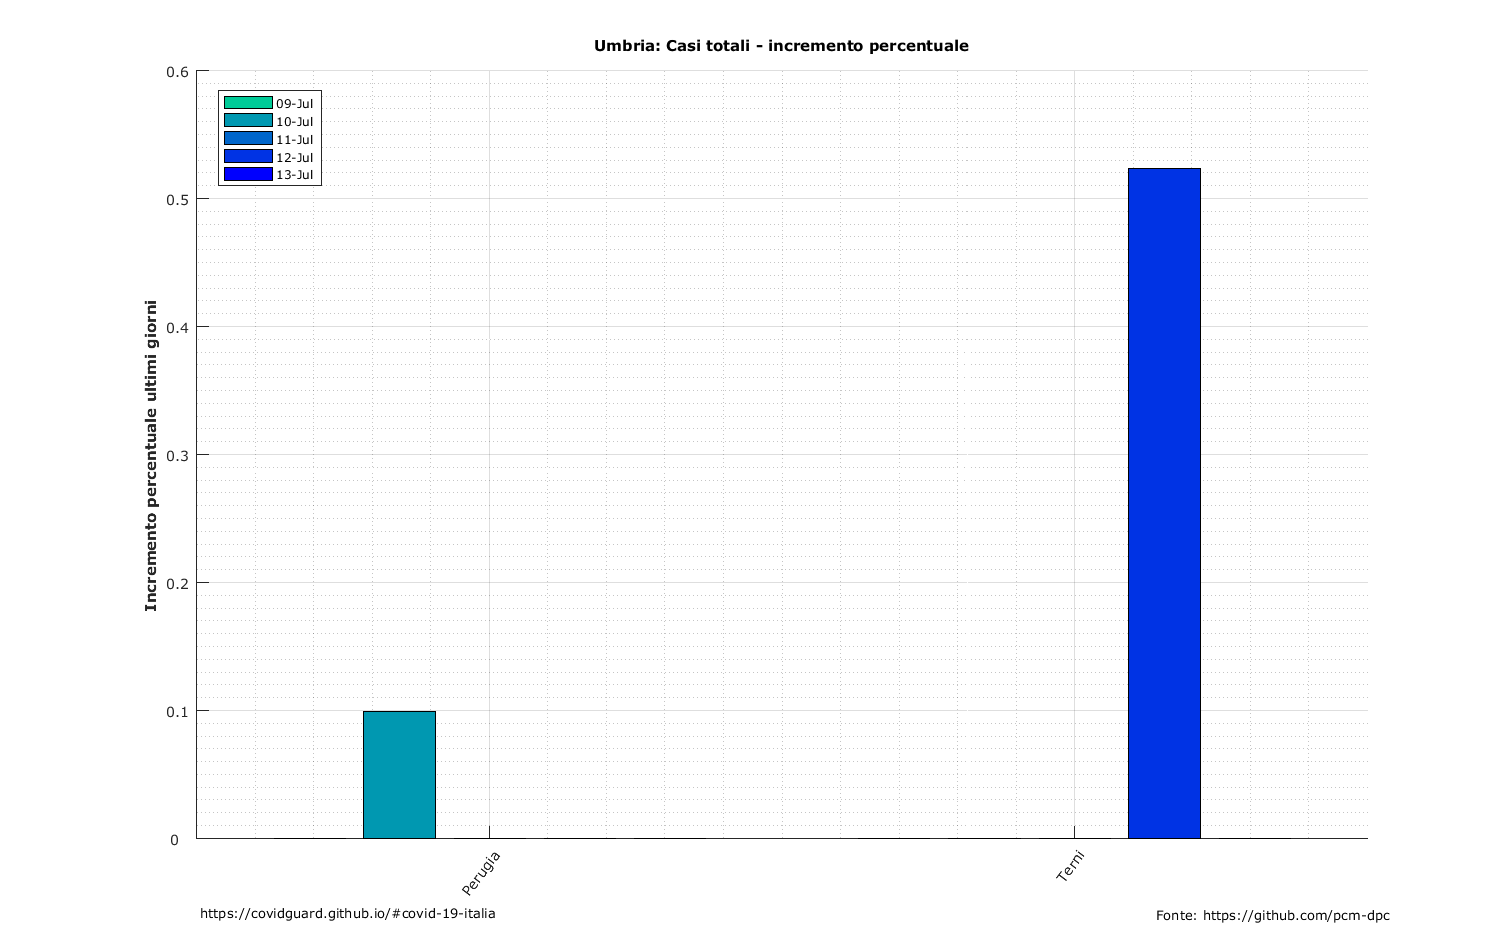 Umbria: Casi totali - incremento percentuale
0.6
0.5
0.4
0.3
0.2
0.1
0
Incremento percentuale ultimi giorni
09-Jul
10-Jul
11-Jul
12-Jul
13-Jul
Perugia
Terni
https://covidguard.github.io/#covid-19-italia
Fonte: https://github.com/pcm-dpc